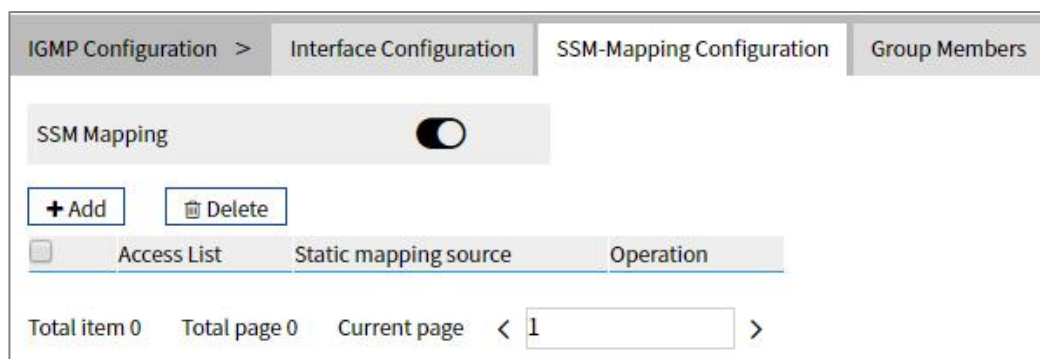 IGMP Configuration > Interface Configuration SSM-Mapping Configuration Group Members
SSM Mapping
+ Add Delete
Access List Static mapping source Operation
Total item 0 Total page 0 Current page < 1 >